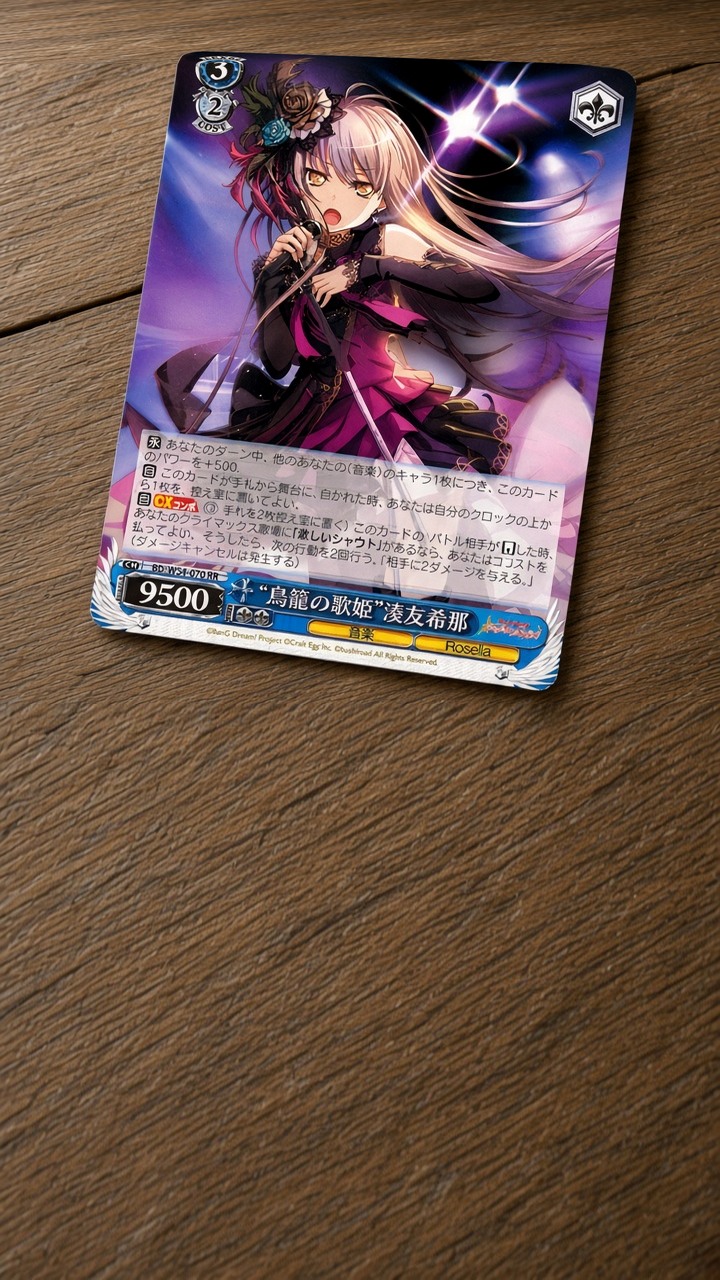 3
2
COST
永 あなたのダーン中、他のあなたの《音楽》のキャラ1枚につき、このカード
のパワーを+500.
自 このカードが手札から舞台に、自かれた時、あなたは自分のクロックの上か
ら1枚を、控え室に置いてよい。
自 CXコンボ (③ 手札を2枚控え室に置く) このカードの バトル相手が した時、
あなたのクライマックス置場に「激しいシャウト」があるなら、あなたはココストを
払ってよい。そうしたら、次の行動を2回行う。「相手に2ダメージを与える。」
(ダメージキャンセルは発生する)
BD/WS4-070 RR
9500
“鳥籠の歌姫”湊友希那
音楽
Rosella
©BanG Dream! Project ©Craft Egg Inc. ©bushiroad All Rights Reserved.